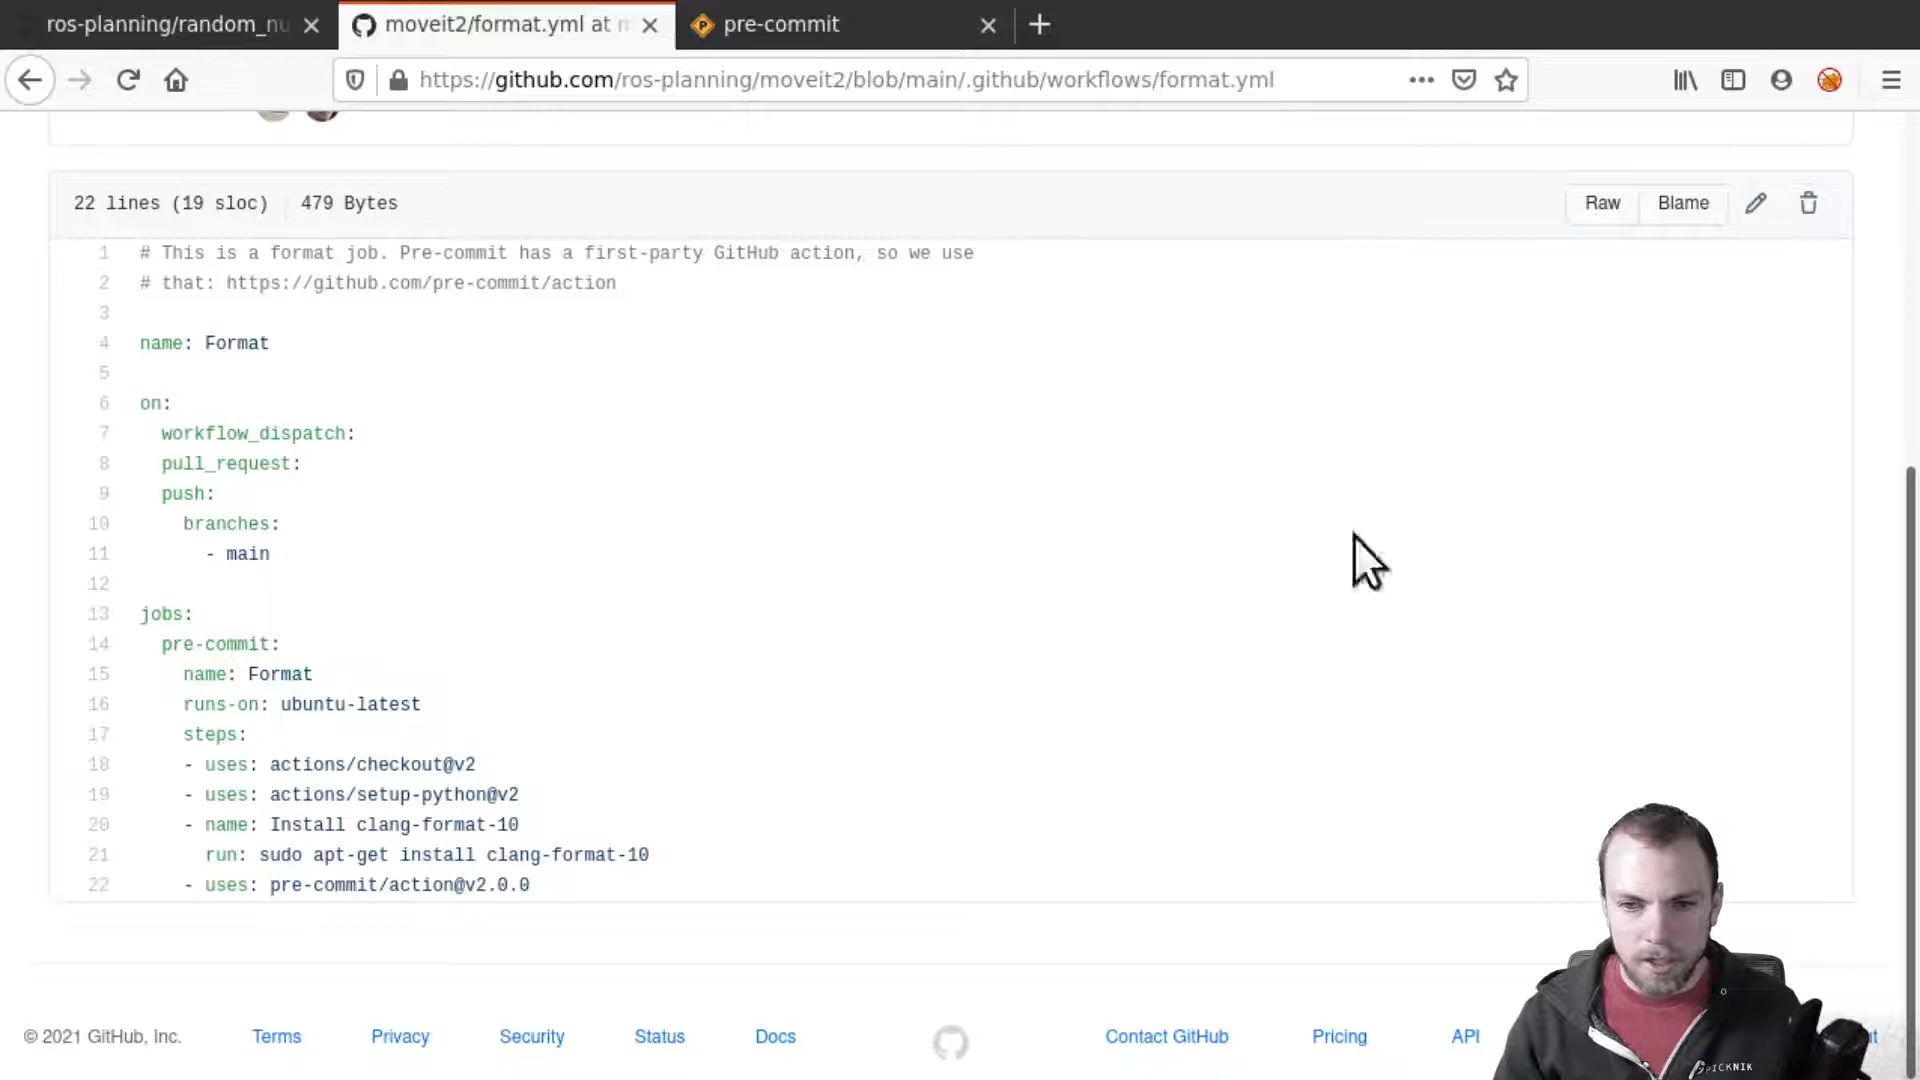 ros-planning/random_nu
moveit2/format.yml at m
pre-commit
https://github.com/ros-planning/moveit2/blob/main/.github/workflows/format.yml
22 lines (19 sloc) 479 Bytes
Raw Blame
1 # This is a format job. Pre-commit has a first-party GitHub action, so we use
2 # that: https://github.com/pre-commit/action
3
4 name: Format
5
6 on:
7 workflow_dispatch:
8 pull_request:
9 push:
10 branches:
11 - main
12
13 jobs:
14 pre-commit:
15 name: Format
16 runs-on: ubuntu-latest
17 steps:
18 - uses: actions/checkout@v2
19 - uses: actions/setup-python@v2
20 - name: Install clang-format-10
21 run: sudo apt-get install clang-format-10
22 - uses: pre-commit/action@v2.0.0
© 2021 GitHub, Inc. Terms Privacy Security Status Docs Contact GitHub Pricing API
PICKNIK